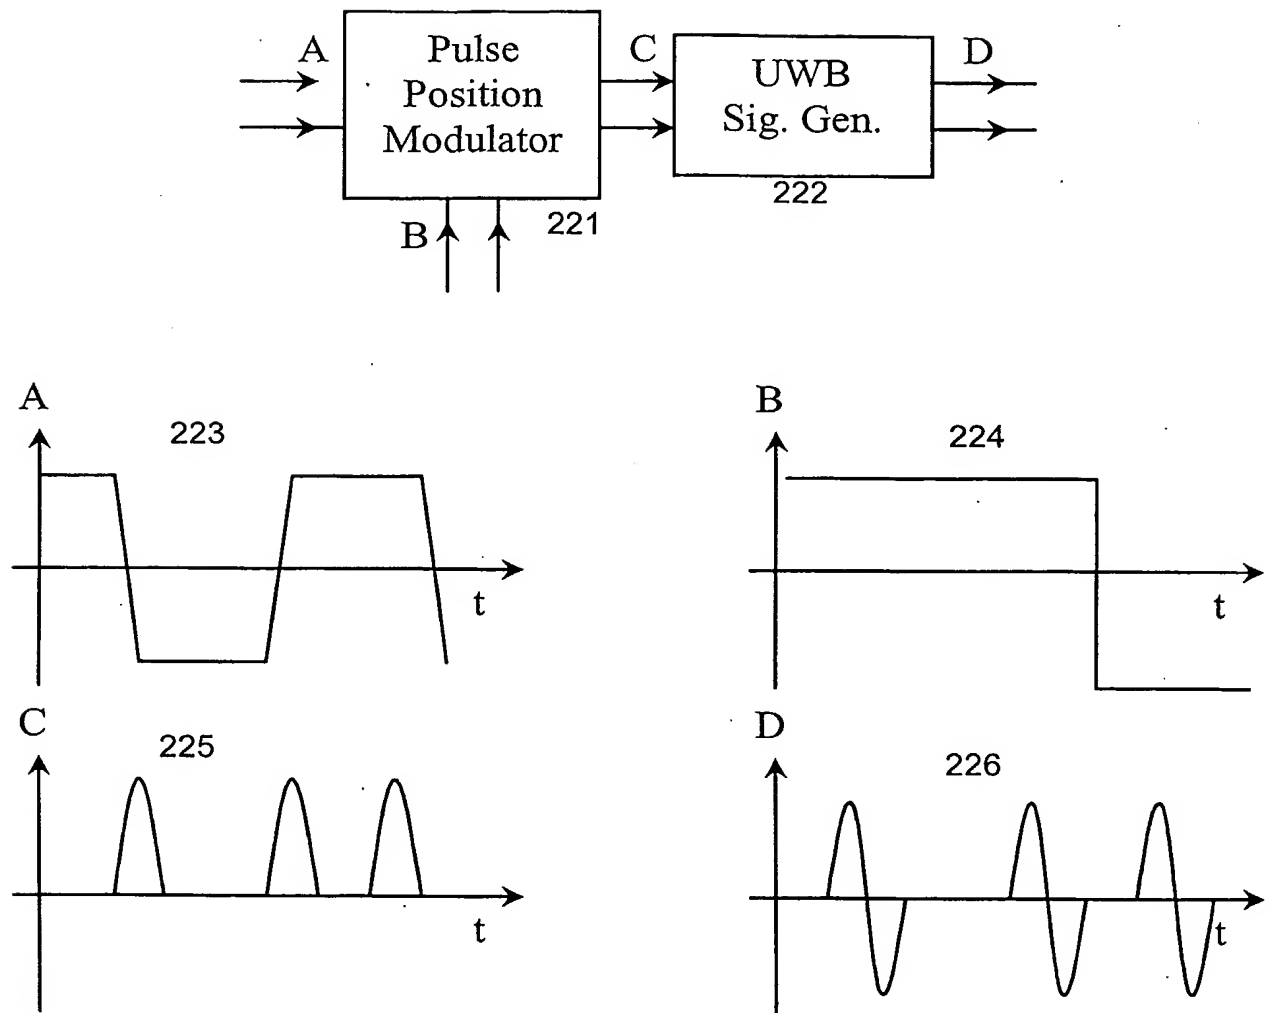 A
Pulse
Position
Modulator
C
UWB
Sig. Gen.
D
222
B
221
A
223
t
B
224
t
C
225
t
D
226
t